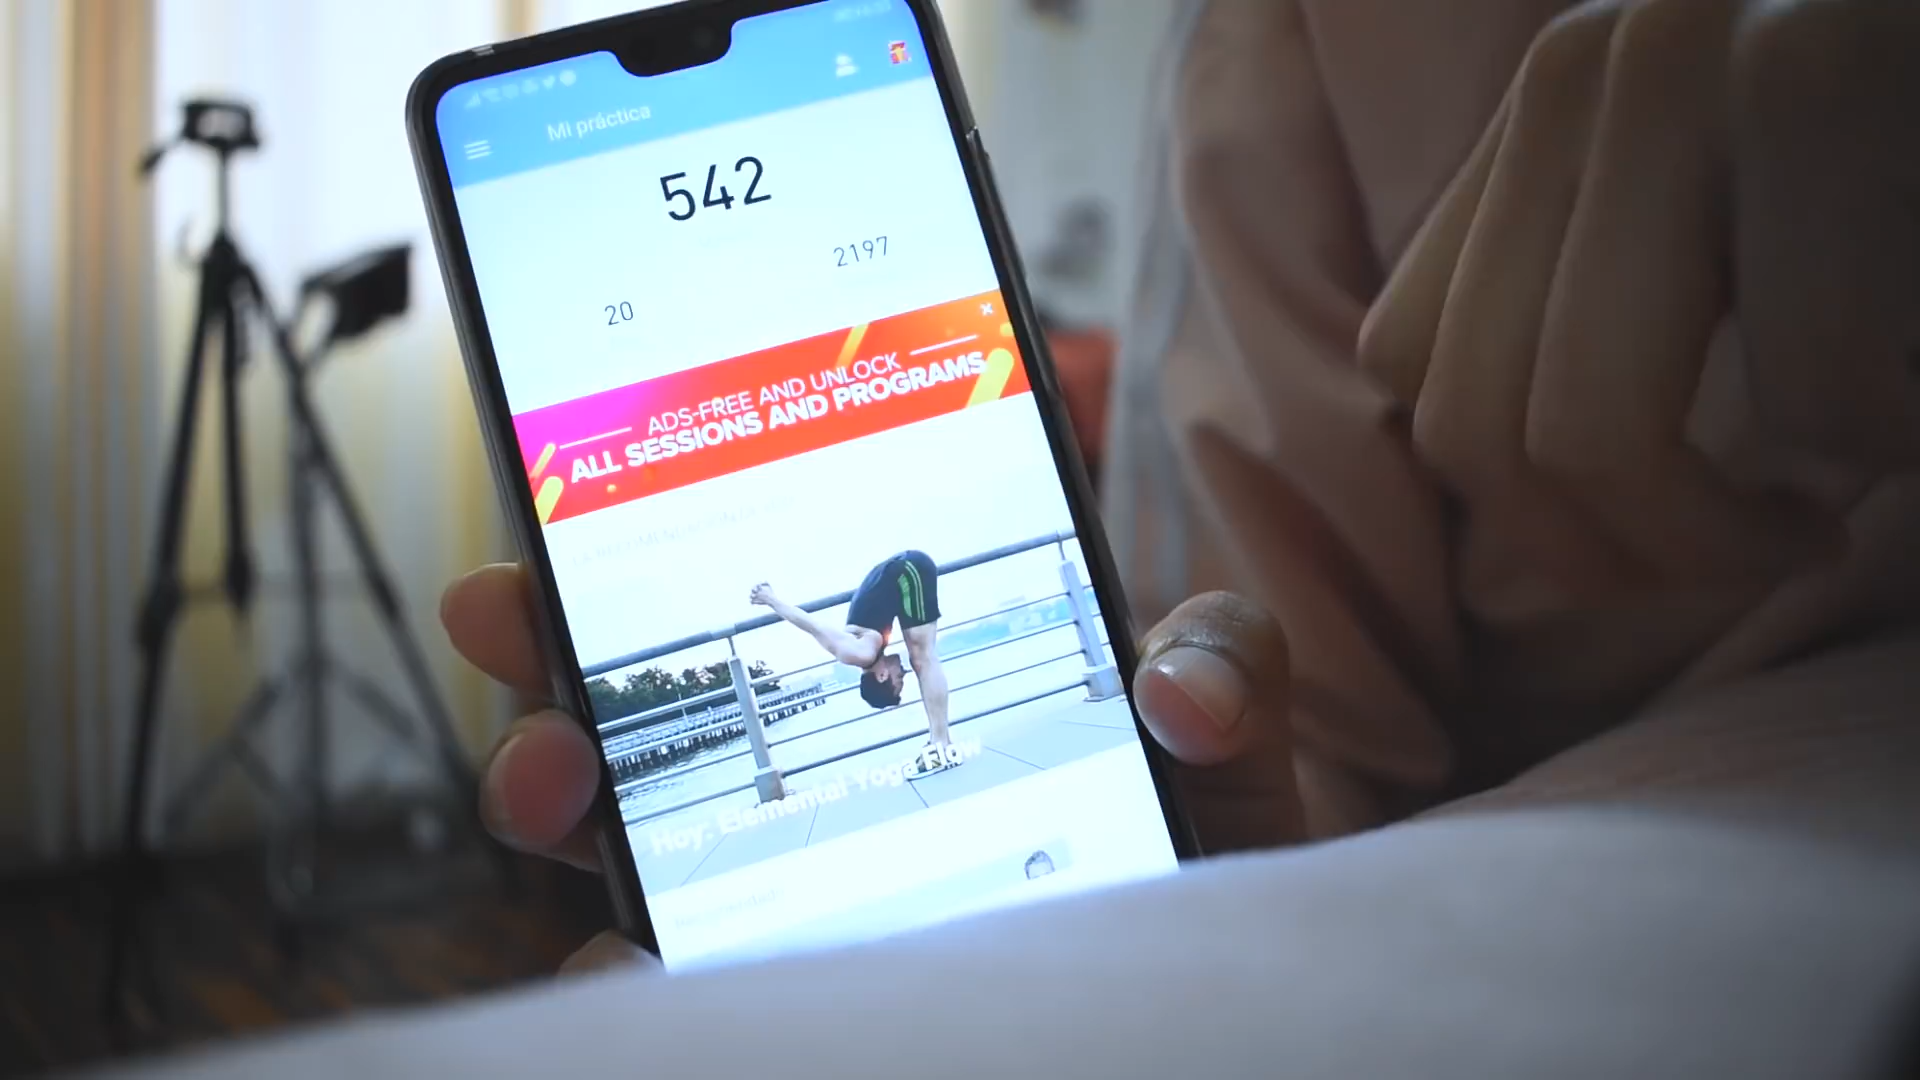 Mi práctica
542
2197
20
ADS-FREE AND UNLOCK
ALL SESSIONS AND PROGRAMS
Hoy: Elemental Yoga Flow